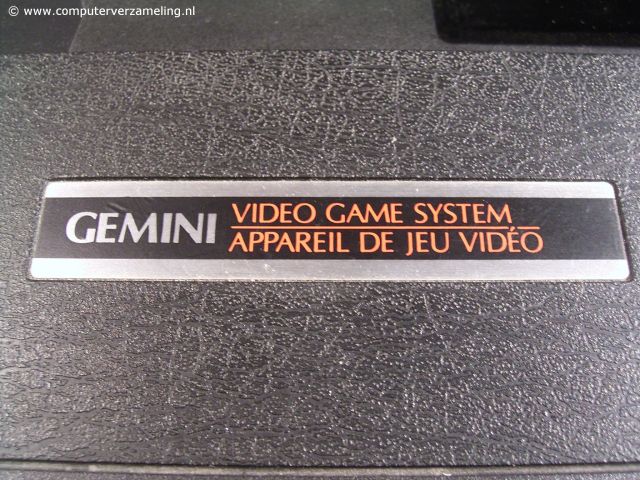 © www.computerverzameling.nl
GEMINI
VIDEO GAME SYSTEM
APPAREIL DE JEU VIDÉO